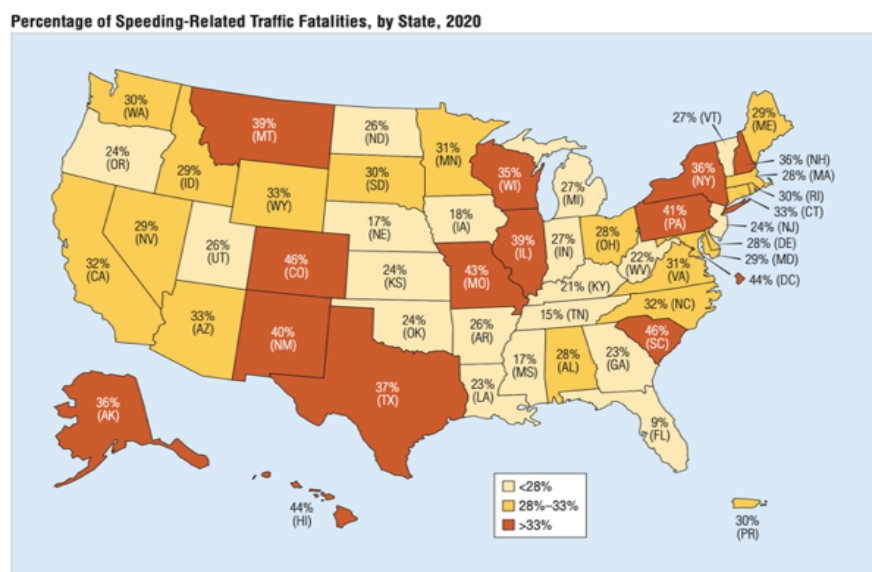 Percentage of Speeding-Related Traffic Fatalities, by State, 2020
30%
(WA)
39%
(MT)
26%
(ND)
31%
(MN)
27% (VT)
29%
(ME)
24%
(OR)
29%
(ID)
30%
(SD)
35%
(WI)
36%
(NY)
36% (NH)
28% (MA)
33%
(WY)
27%
(MI)
30% (RI)
33% (CT)
29%
(NV)
17%
(NE)
18%
(IA)
41%
(PA)
24% (NJ)
28% (DE)
29% (MD)
44% (DC)
32%
(CA)
26%
(UT)
46%
(CO)
24%
(KS)
43%
(MO)
39%
(IL)
27%
(IN)
28%
(OH)
22%
(WV)
31%
(VA)
21% (KY)
32% (NC)
15% (TN)
33%
(AZ)
40%
(NM)
24%
(OK)
26%
(AR)
46%
(SC)
17%
(MS)
28%
(AL)
23%
(GA)
37%
(TX)
23%
(LA)
9%
(FL)
36%
(AK)
44%
(HI)
<28%
28%–33%
>33%
30%
(PR)